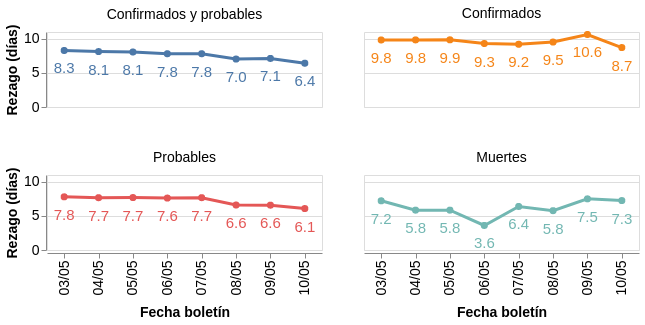 Confirmados y probables
Rezago (días)
10
5
0
8.3 8.1 8.1 7.8 7.8 7.0 7.1 6.4
Confirmados
9.8 9.8 9.9 9.3 9.2 9.5 10.6 8.7
Probables
Rezago (días)
10
5
0
7.8 7.7 7.7 7.6 7.7 6.6 6.6 6.1
03/05 04/05 05/05 06/05 07/05 08/05 09/05 10/05
Fecha boletín
Muertes
7.2 5.8 5.8 3.6 6.4 5.8 7.5 7.3
03/05 04/05 05/05 06/05 07/05 08/05 09/05 10/05
Fecha boletín